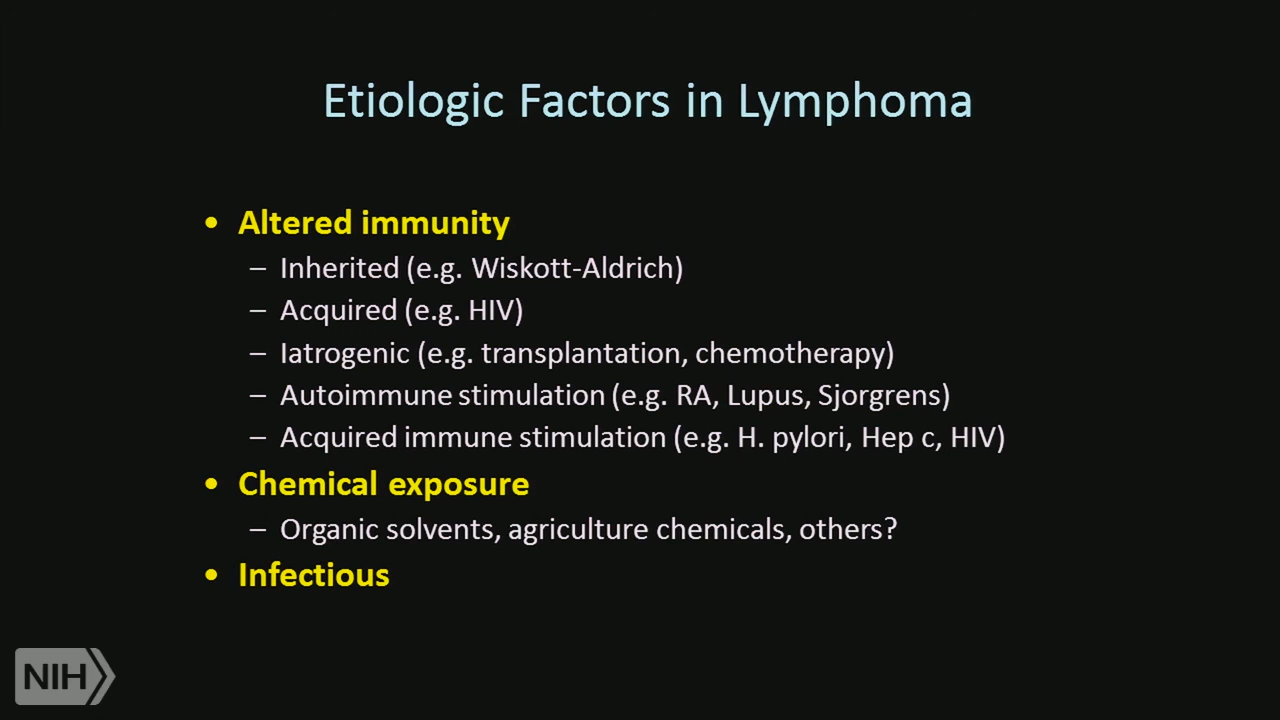 Etiologic Factors in Lymphoma
• Altered immunity
– Inherited (e.g. Wiskott-Aldrich)
– Acquired (e.g. HIV)
– Iatrogenic (e.g. transplantation, chemotherapy)
– Autoimmune stimulation (e.g. RA, Lupus, Sjorgrens)
– Acquired immune stimulation (e.g. H. pylori, Hep c, HIV)
• Chemical exposure
– Organic solvents, agriculture chemicals, others?
• Infectious
NIH